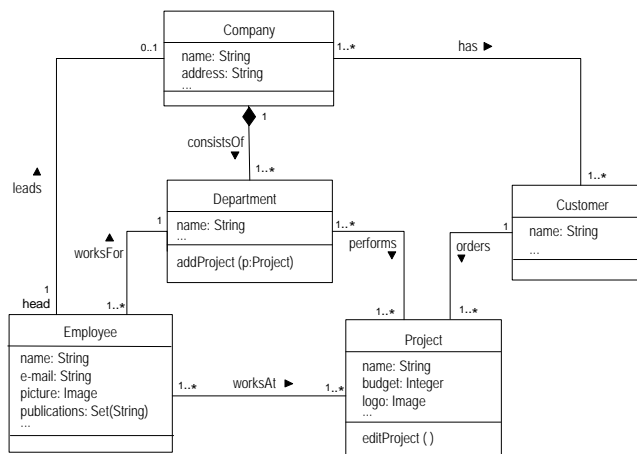 Company
name: String
address: String
...
0..1
1..*
has
1
consistsOf
1..*
leads
Department
name: String
...
addProject (p:Project)
1
worksFor
1..*
performs
1..*
Customer
name: String
...
1
orders
1
head
1..*
1..*
1..*
Employee
name: String
e-mail: String
picture: Image
publications: Set(String)
...
1..*
worksAt
1..*
Project
name: String
budget: Integer
logo: Image
...
editProject ( )